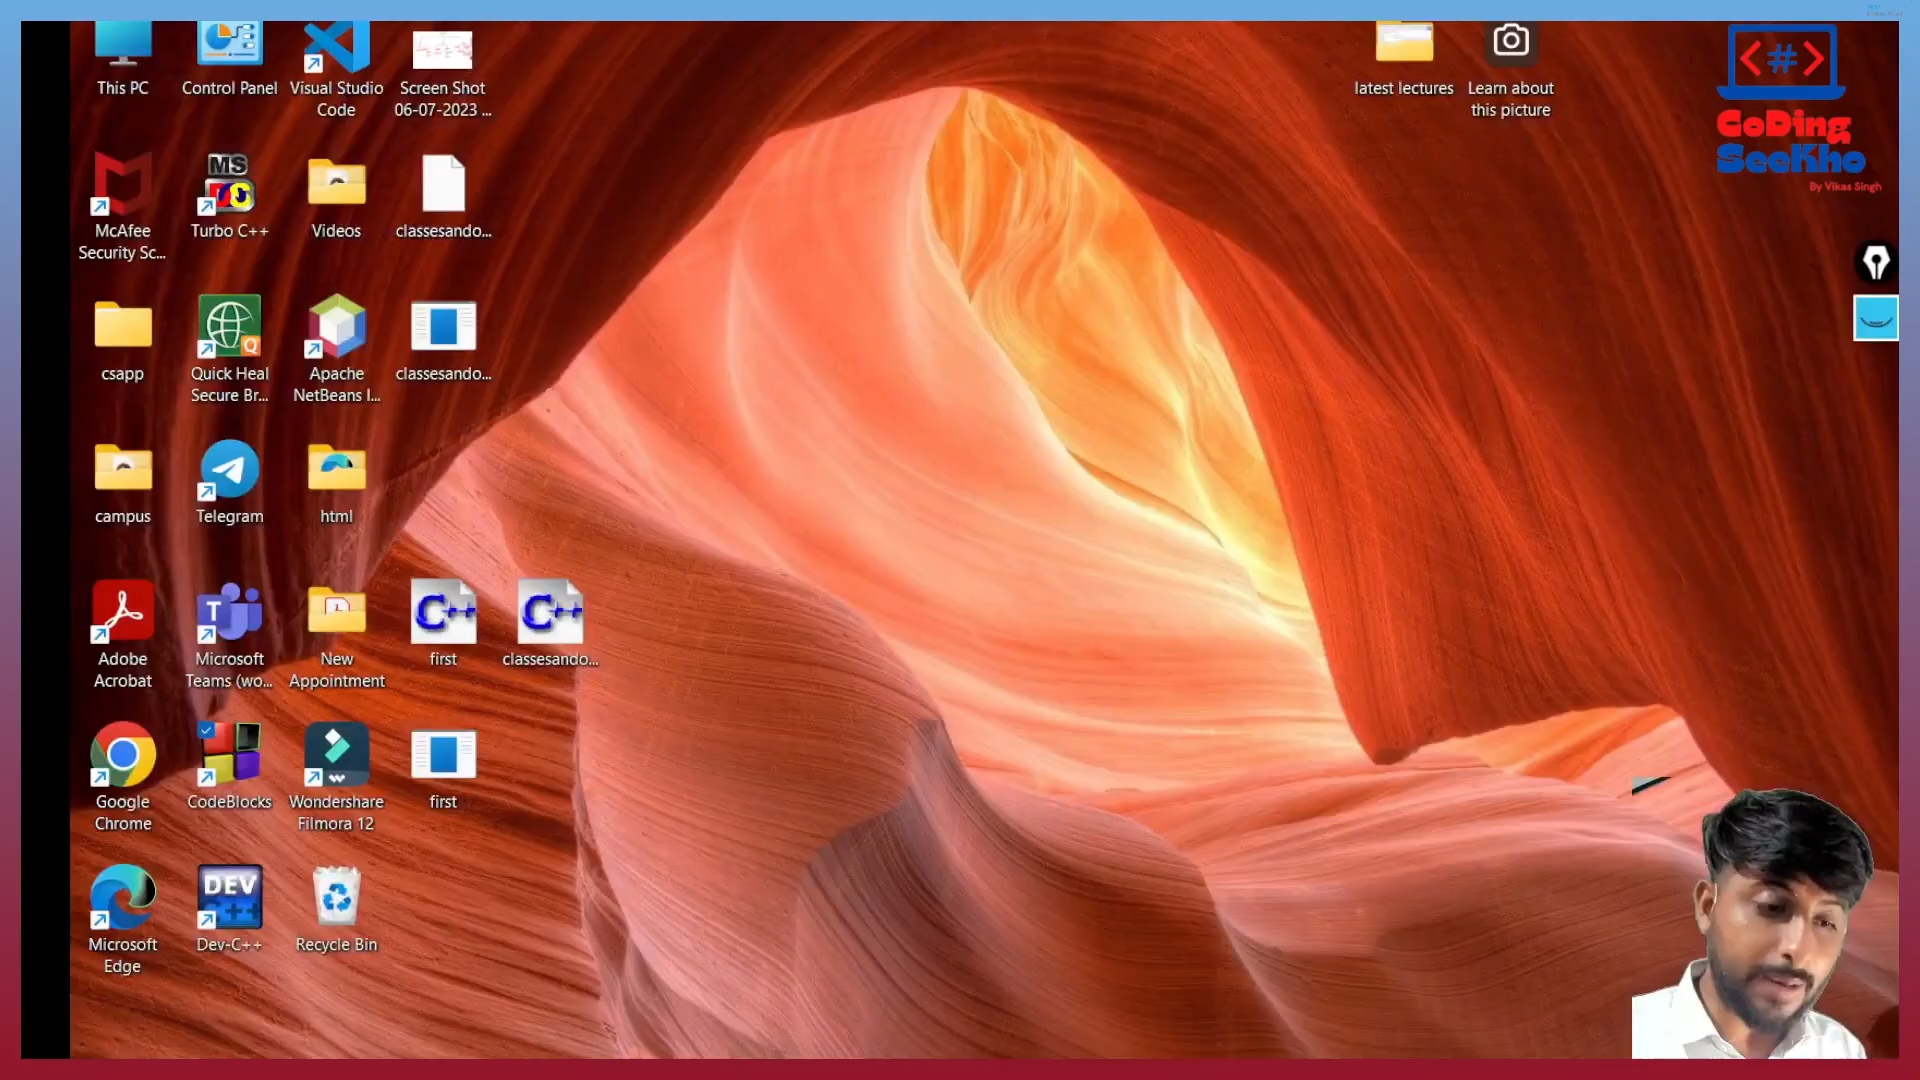 This PC
Control Panel
Visual Studio
Code
Screen Shot
06-07-2023 ...
latest lectures
Learn about
this picture
<#>
CoDing
SeeKho
By Vikas Singh
McAfee
Security Sc...
MS
Turbo C++
Videos
classesando...
csapp
Q
Quick Heal
Secure Br...
Apache
NetBeans I...
classesando...
campus
Telegram
html
Adobe
Acrobat
T
Microsoft
Teams (wo...
New
Appointment
C++
first
C++
classesando...
Google
Chrome
CodeBlocks
Wondershare
Filmora 12
first
Microsoft
Edge
DEV
C++
Dev-C++
Recycle Bin